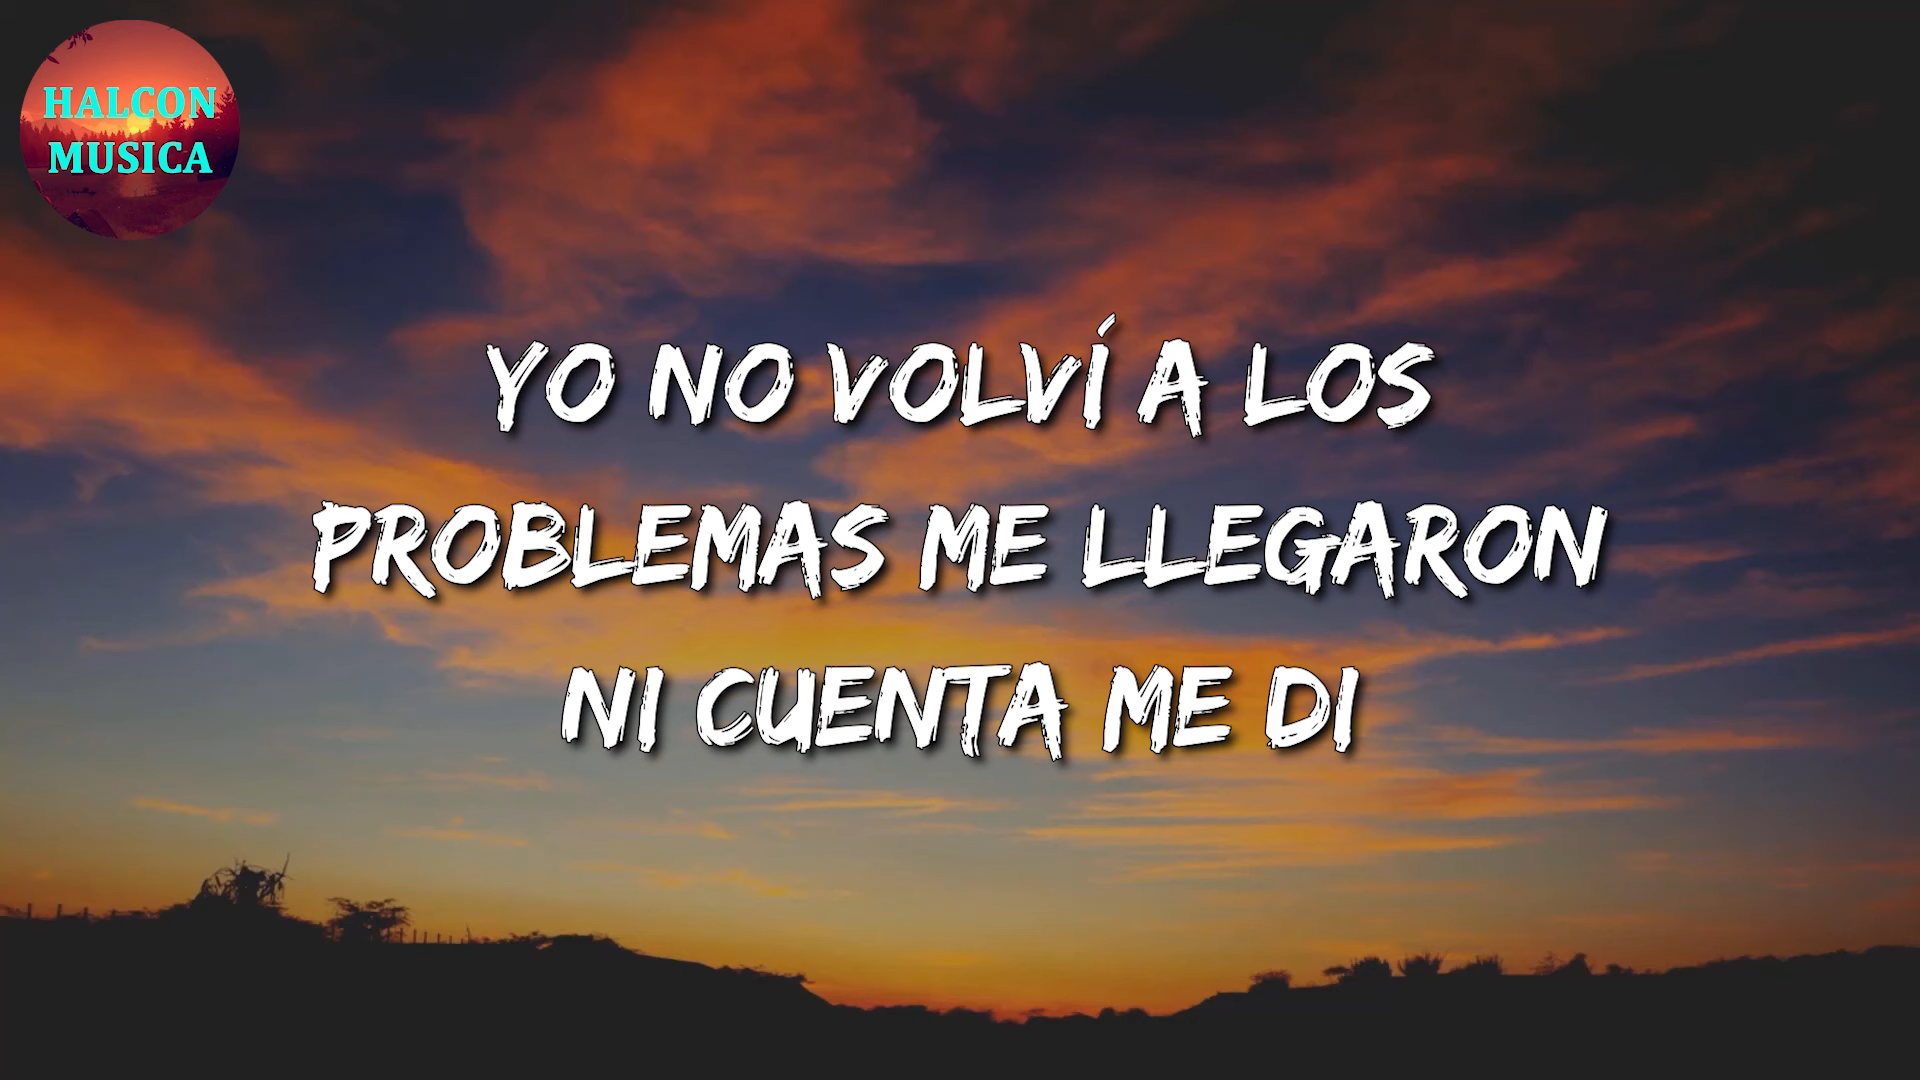 HALCON
MUSICA
YO NO VOLVÍ A LOS
PROBLEMAS ME LLEGARON
NI CUENTA ME DI